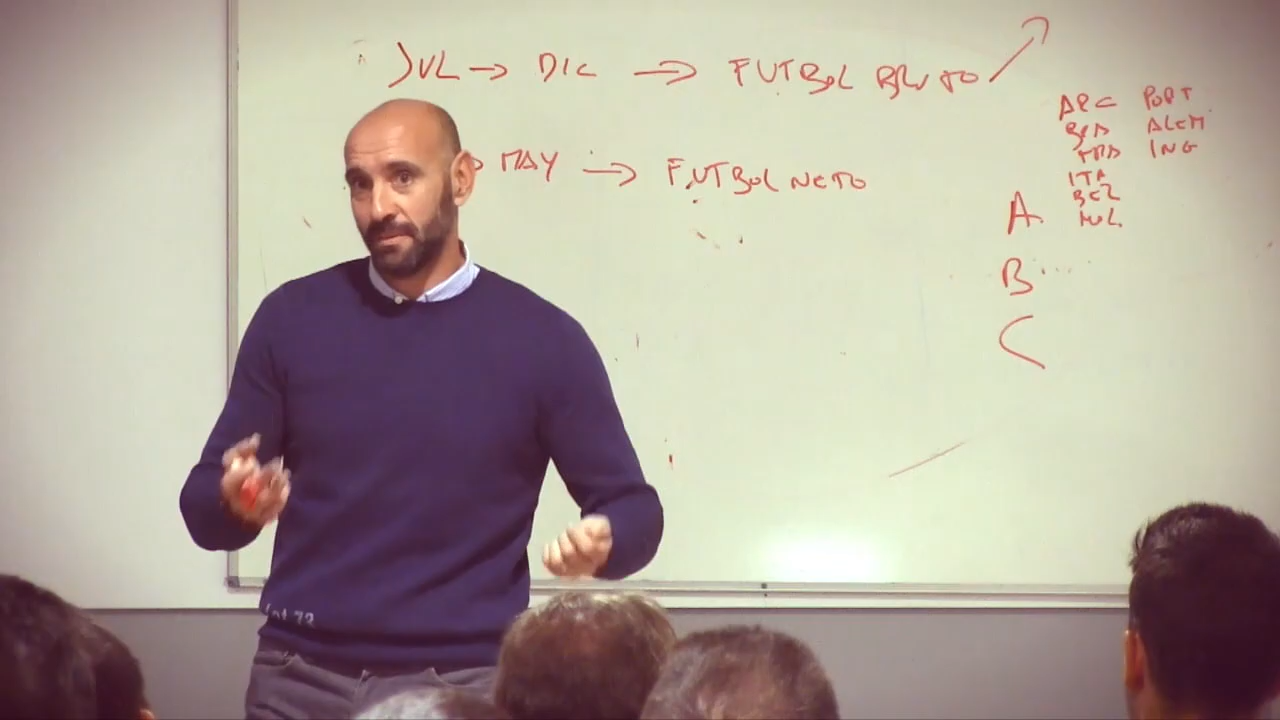 JUL → DIC → FUTBOL BRUTO
MAY → FUTBOL NETO
ARG PORT
BRA ALEM
FRA ING
ITA
BEL
HOL
A
B ....
C